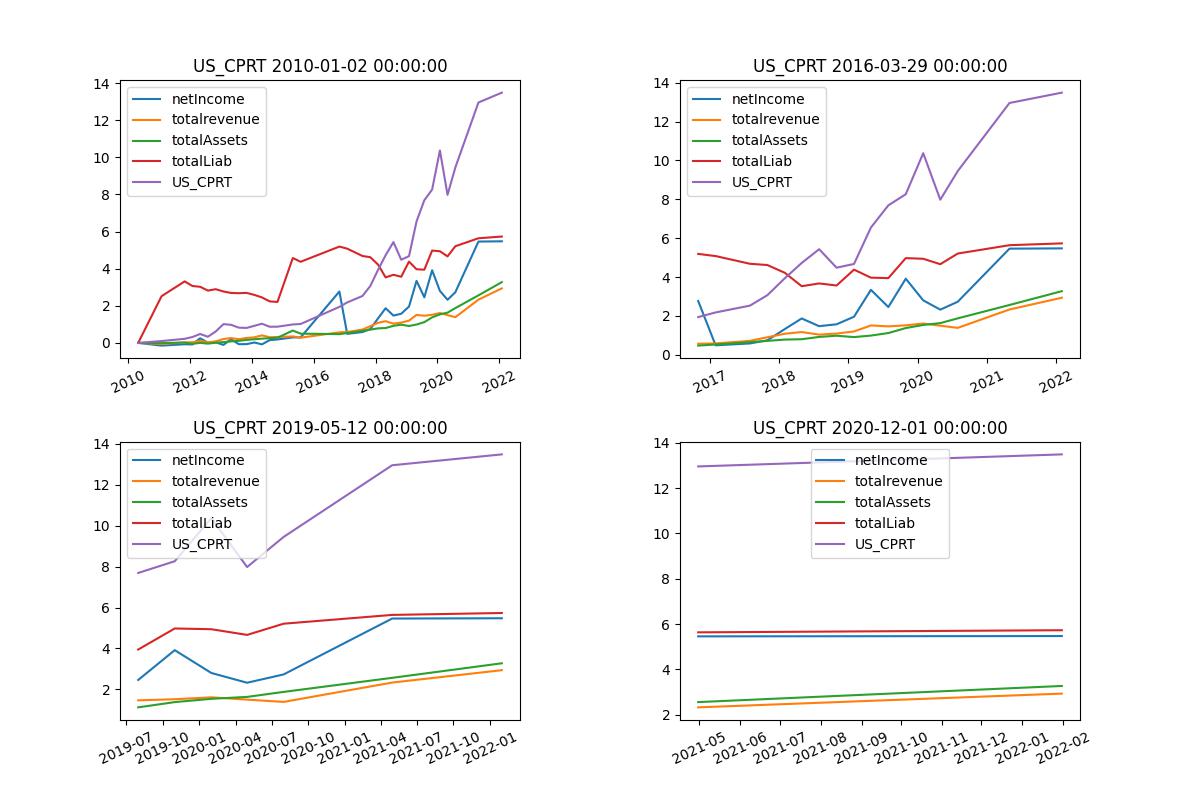 US_CPRT 2010-01-02 00:00:00
14
12
10
8
6
4
2
0
netIncome
totalrevenue
totalAssets
totalLiab
US_CPRT
2010 2012 2014 2016 2018 2020 2022
US_CPRT 2016-03-29 00:00:00
14
12
10
8
6
4
2
0
netIncome
totalrevenue
totalAssets
totalLiab
US_CPRT
2017 2018 2019 2020 2021 2022
US_CPRT 2019-05-12 00:00:00
14
12
10
8
6
4
2
netIncome
totalrevenue
totalAssets
totalLiab
US_CPRT
2019-07 2019-10 2020-01 2020-04 2020-07 2020-10 2021-01 2021-04 2021-07 2021-10 2022-01
US_CPRT 2020-12-01 00:00:00
14
12
10
8
6
4
2
netIncome
totalrevenue
totalAssets
totalLiab
US_CPRT
2021-05 2021-06 2021-07 2021-08 2021-09 2021-10 2021-11 2021-12 2022-01 2022-02